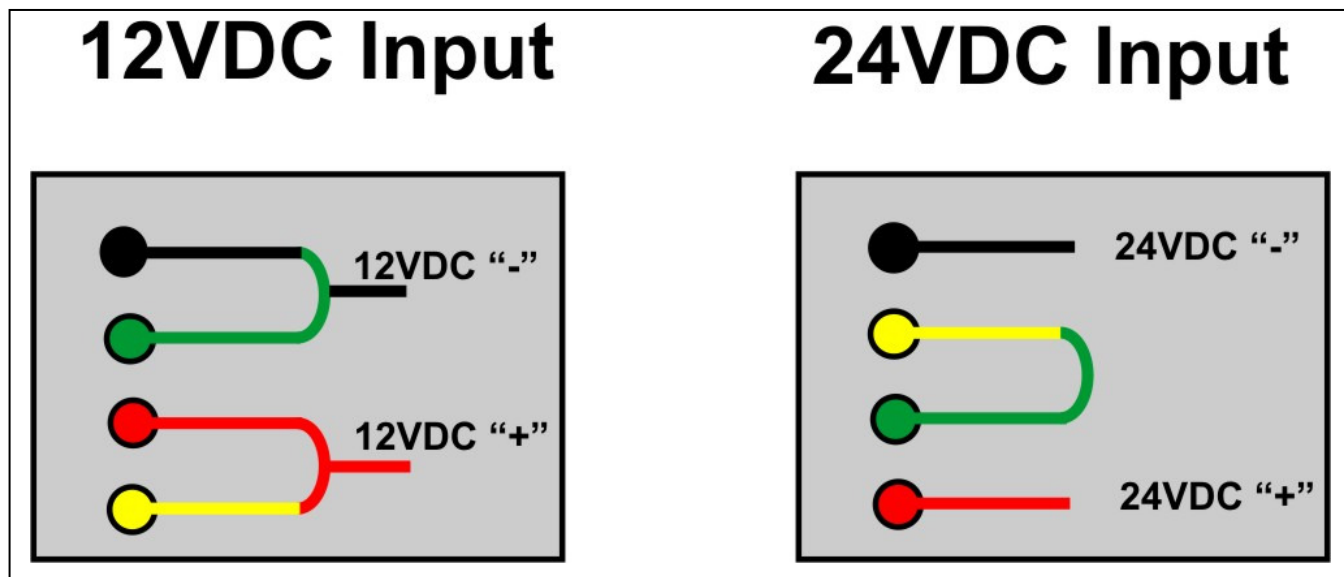 12VDC Input
24VDC Input
12VDC “-”
12VDC “+”
24VDC “-”
24VDC “+”